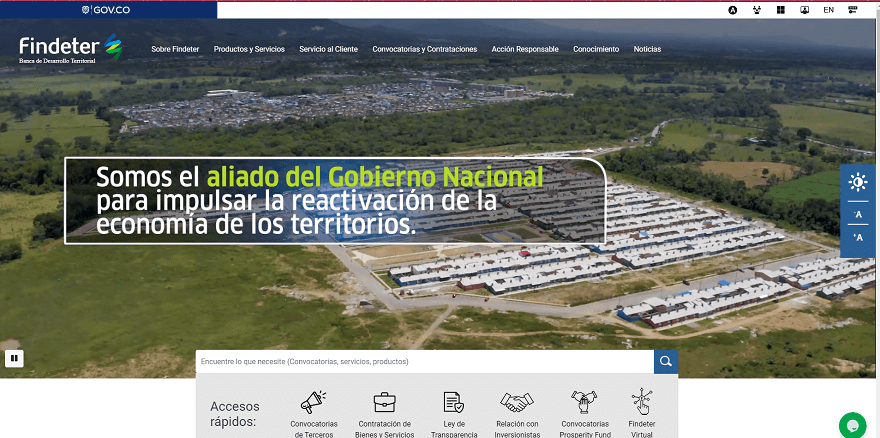 GOV.CO
EN
Findeter
Banca de Desarrollo Territorial
Sobre Findeter Productos y Servicios Servicio al Cliente Convocatorias y Contrataciones Acción Responsable Conocimiento Noticias
Somos el aliado del Gobierno Nacional
para impulsar la reactivación de la
economía de los territorios.
-A
+A
Encuentre lo que necesite (Convocatorias, servicios, productos)
Accesos
rápidos:
Convocatorias
de Terceros
Contratación de
Bienes y Servicios
Ley de
Transparencia
Relación con
Inversionistas
Convocatorias
Prosperity Fund
Findeter
Virtual